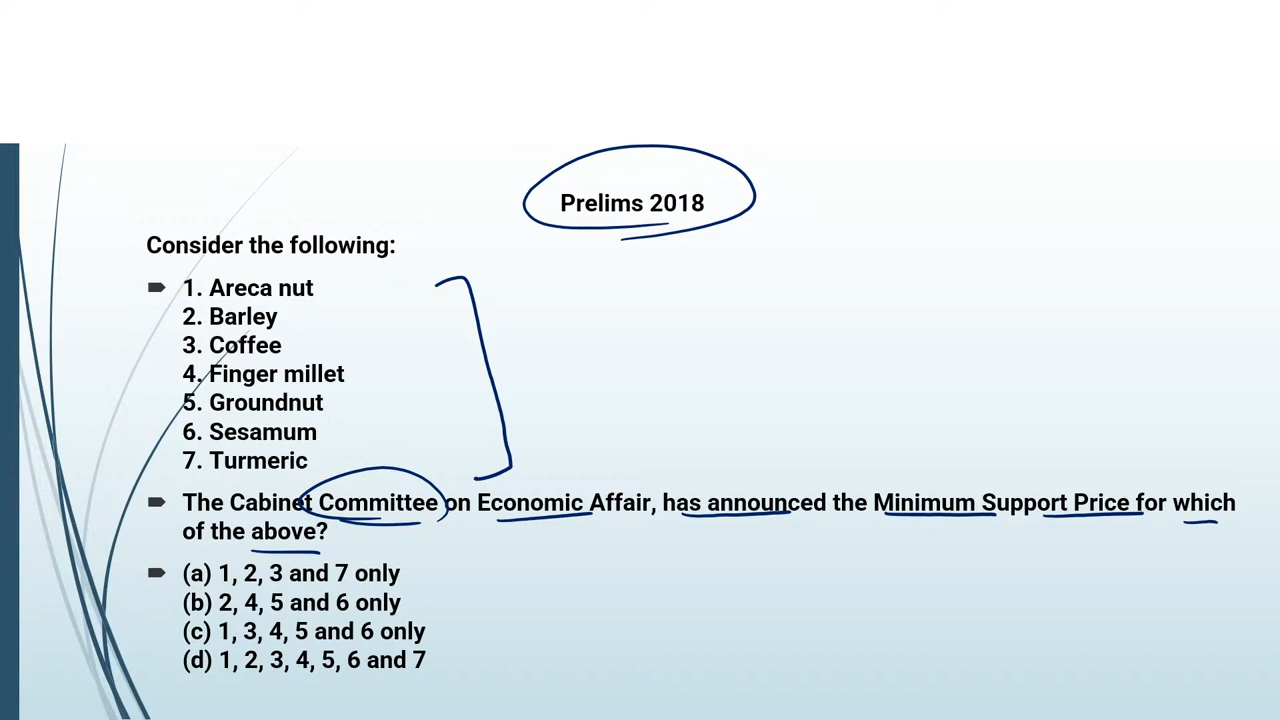 Prelims 2018
Consider the following:
1. Areca nut
2. Barley
3. Coffee
4. Finger millet
5. Groundnut
6. Sesamum
7. Turmeric
The Cabinet Committee on Economic Affair, has announced the Minimum Support Price for which
of the above?
(a) 1, 2, 3 and 7 only
(b) 2, 4, 5 and 6 only
(c) 1, 3, 4, 5 and 6 only
(d) 1, 2, 3, 4, 5, 6 and 7